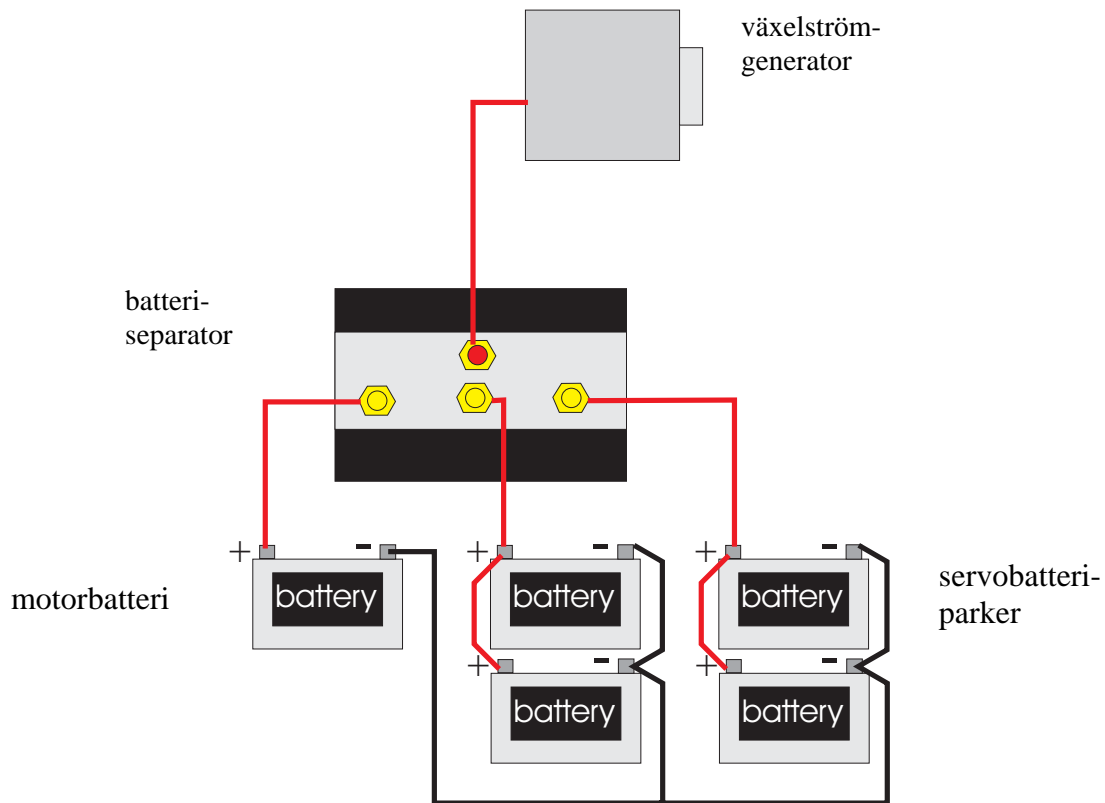 växelström-
generator
batteri-
separator
+ - + - + -
motorbatteri
battery battery battery
servobatteri-
parker
+ - + -
battery battery